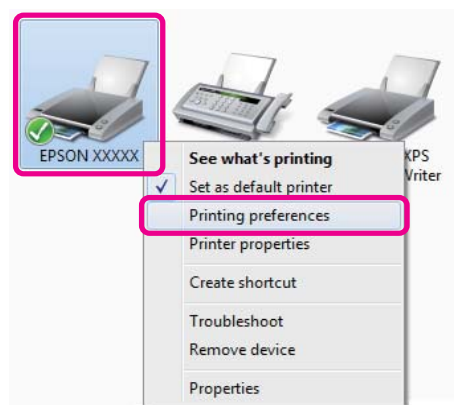 EPSON XXXXX
XPS
Writer
See what's printing
Set as default printer
Printing preferences
Printer properties
Create shortcut
Troubleshoot
Remove device
Properties